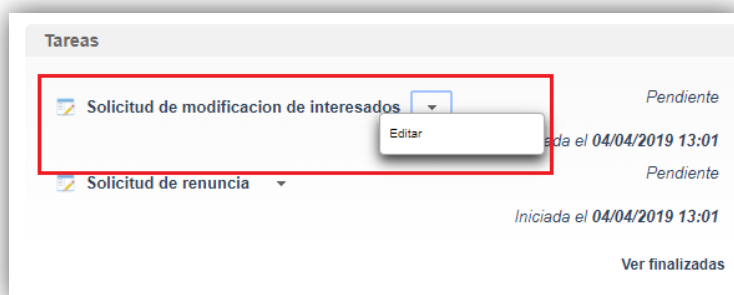 Tareas
Solicitud de modificacion de interesados
Pendiente
Editar
ada el 04/04/2019 13:01
Solicitud de renuncia
Pendiente
Iniciada el 04/04/2019 13:01
Ver finalizadas